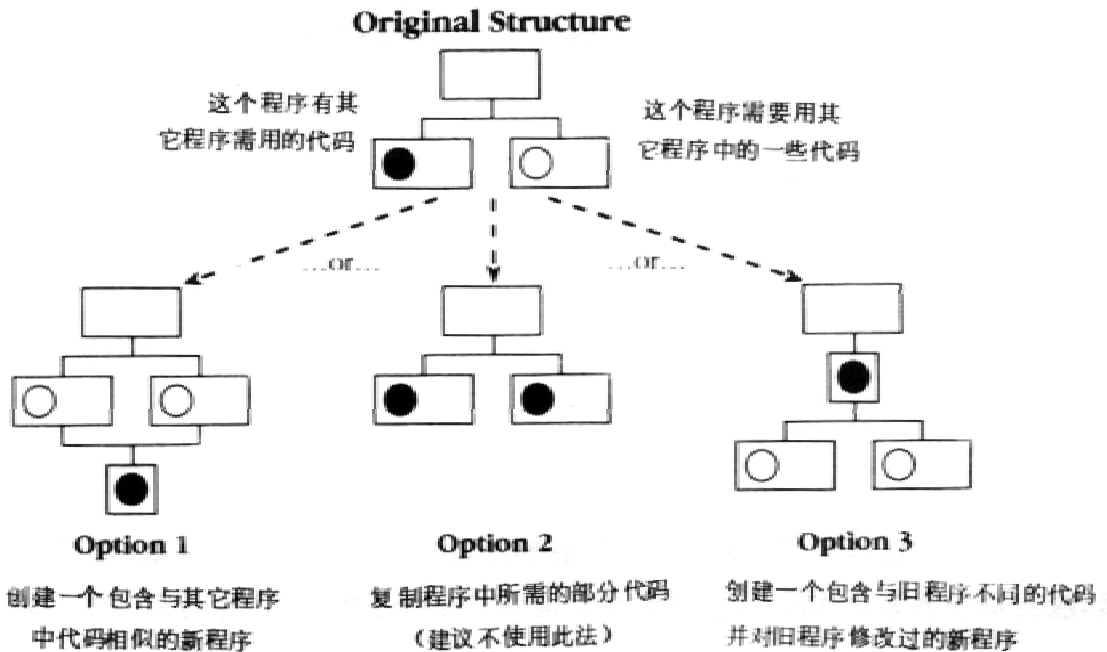 Original Structure
这个程序有其
它程序需用的代码
这个程序需要用其
它程序中的一些代码
....or....
....or....
Option 1
创建一个包含与其它程序
中代码相似的新程序
Option 2
复制程序中所需的部分代码
（建议不使用此法）
Option 3
创建一个包含与旧程序不同的代码
并对旧程序修改过的新程序